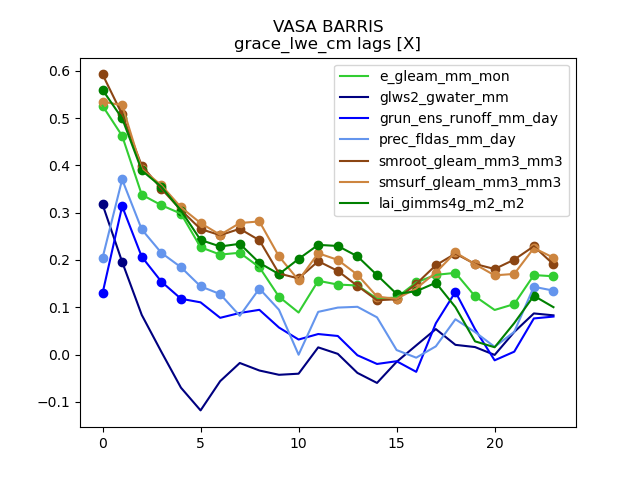 VASA BARRIS
grace_lwe_cm lags [X]
e_gleam_mm_mon
glws2_gwater_mm
grun_ens_runoff_mm_day
prec_fldas_mm_day
smroot_gleam_mm3_mm3
smsurf_gleam_mm3_mm3
lai_gimms4g_m2_m2
0.6
0.5
0.4
0.3
0.2
0.1
0.0
−0.1
0 5 10 15 20